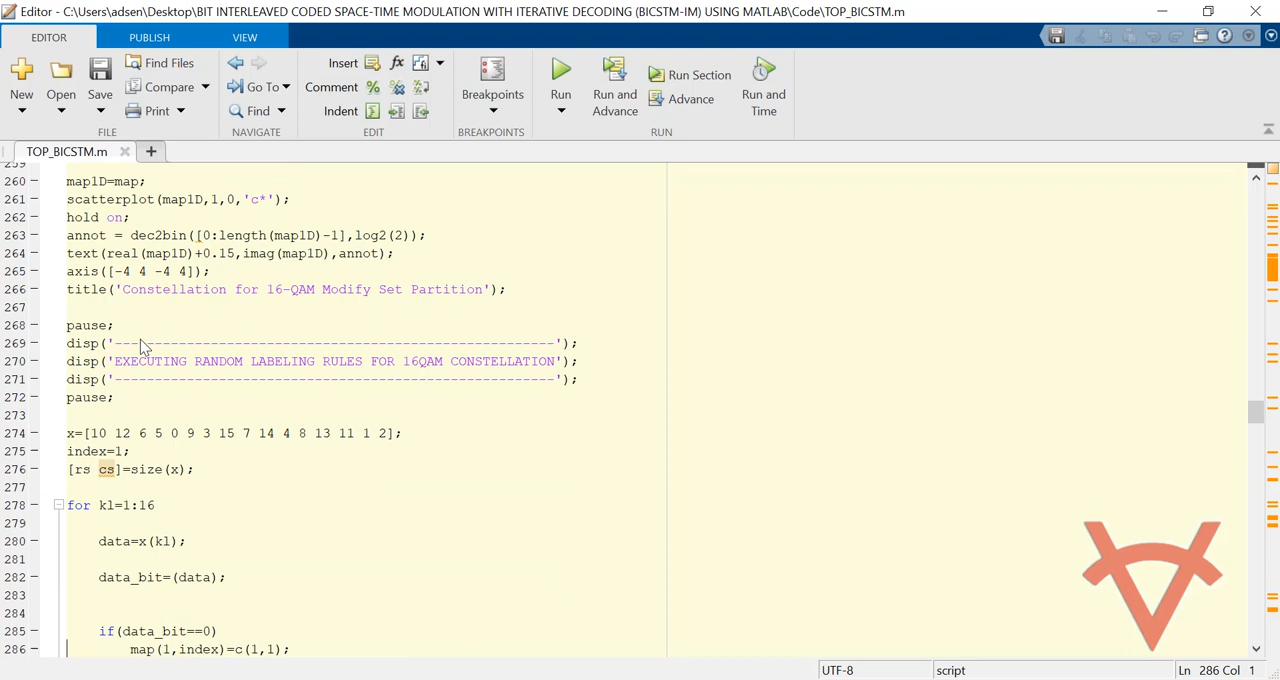 Editor - C:\Users\adsen\Desktop\BIT INTERLEAVED CODED SPACE-TIME MODULATION WITH ITERATIVE DECODING (BICSTM-IM) USING MATLAB\Code\TOP_BICSTM.m
EDITOR PUBLISH VIEW
New Open Save Find Files Compare Print Go To Find Insert fx Comment % Indent Breakpoints Run Run and Advance Run Section Advance Run and Time
FILE NAVIGATE EDIT BREAKPOINTS RUN
TOP_BICSTM.m
259
260 map1D=map;
261 scatterplot(map1D,1,0,'c*');
262 hold on;
263 annot = dec2bin([0:length(map1D)-1],log2(2));
264 text(real(map1D)+0.15,imag(map1D),annot);
265 axis([-4 4 -4 4]);
266 title('Constellation for 16-QAM Modify Set Partition');
267
268 pause;
269 disp('-------------------------------------------------------');
270 disp('EXECUTING RANDOM LABELING RULES FOR 16QAM CONSTELLATION');
271 disp('-------------------------------------------------------');
272 pause;
273
274 x=[10 12 6 5 0 9 3 15 7 14 4 8 13 11 1 2];
275 index=1;
276 [rs cs]=size(x);
277
278 for kl=1:16
279
280 data=x(kl);
281
282 data_bit=(data);
283
284
285 if(data_bit==0)
286 map(1,index)=c(1,1);
UTF-8 script Ln 286 Col 1